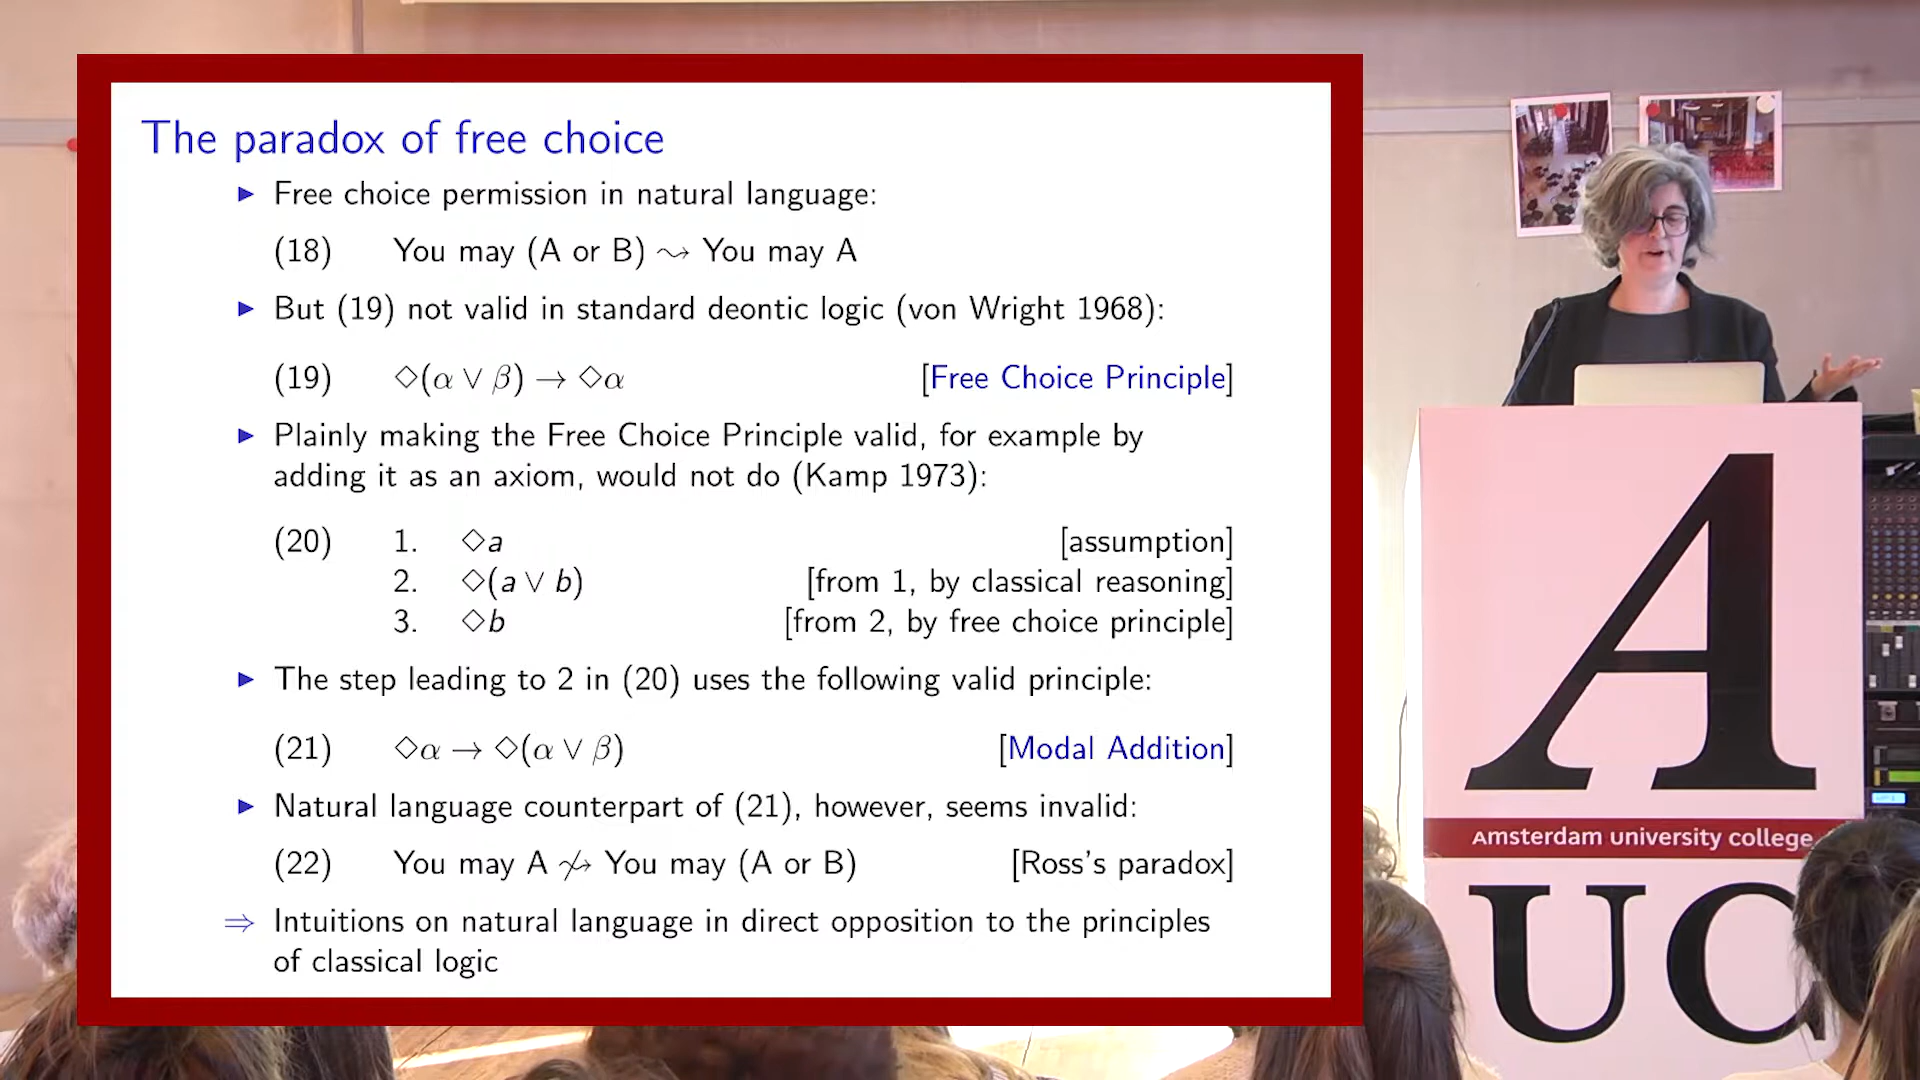 The paradox of free choice
▶ Free choice permission in natural language:
(18) You may (A or B) ⇝ You may A
▶ But (19) not valid in standard deontic logic (von Wright 1968):
(19) ◇(α ∨ β) → ◇α [Free Choice Principle]
▶ Plainly making the Free Choice Principle valid, for example by
adding it as an axiom, would not do (Kamp 1973):
(20) 1. ◇a [assumption]
2. ◇(a ∨ b) [from 1, by classical reasoning]
3. ◇b [from 2, by free choice principle]
▶ The step leading to 2 in (20) uses the following valid principle:
(21) ◇α → ◇(α ∨ β) [Modal Addition]
▶ Natural language counterpart of (21), however, seems invalid:
(22) You may A ⇝̸ You may (A or B) [Ross's paradox]
⇒ Intuitions on natural language in direct opposition to the principles
of classical logic
A
Amsterdam university college
UC